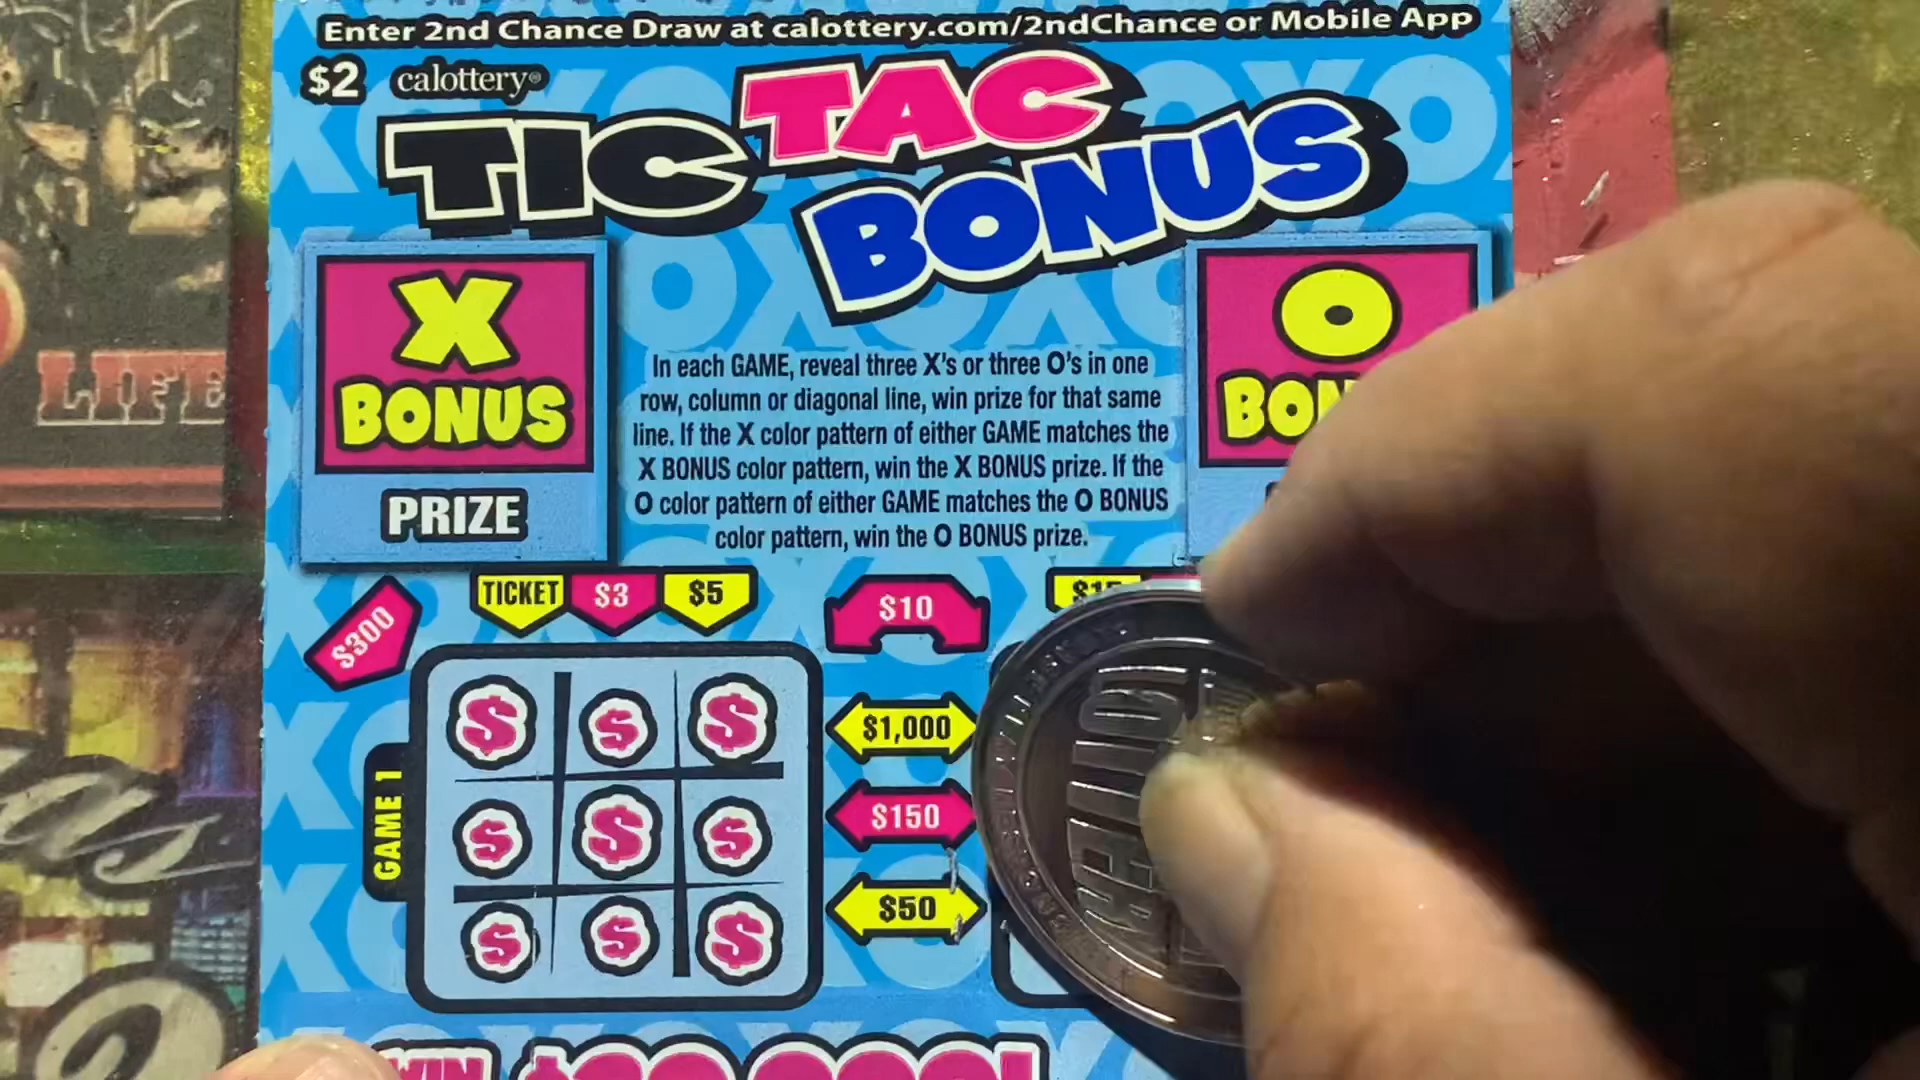 Enter 2nd Chance Draw at calottery.com/2ndChance or Mobile App
$2 calottery®
TIC TAC BONUS
X
BONUS
PRIZE
In each GAME, reveal three X's or three O's in one
row, column or diagonal line, win prize for that same
line. If the X color pattern of either GAME matches the
X BONUS color pattern, win the X BONUS prize. If the
O color pattern of either GAME matches the O BONUS
color pattern, win the O BONUS prize.
O
LIFE
$300
TICKET $3 $5
$10
GAME 1
$ $ $
$ $ $
$ $ $
$1,000
$150
$50
WIN